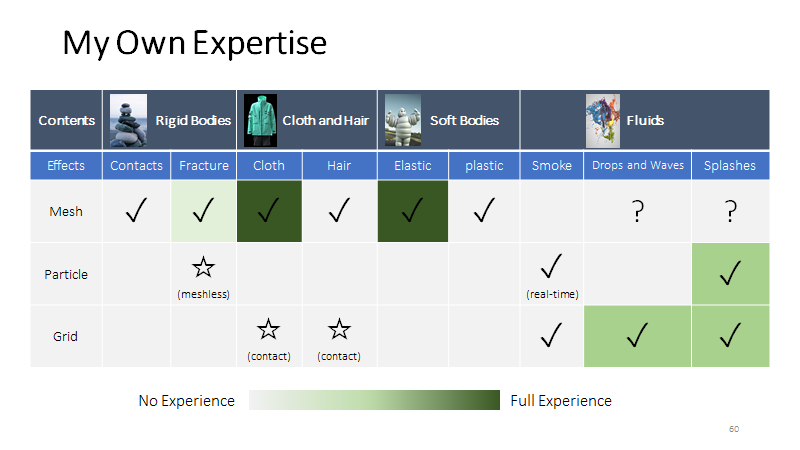 My Own Expertise
Contents Rigid Bodies Cloth and Hair Soft Bodies Fluids
Effects Contacts Fracture Cloth Hair Elastic plastic Smoke Drops and Waves Splashes
Mesh ✓ ✓ ✓ ✓ ✓ ✓ ? ?
Particle ☆ ✓ ✓
(meshless) (real-time)
Grid ☆ ☆ ✓ ✓ ✓
(contact) (contact)
No Experience Full Experience
60